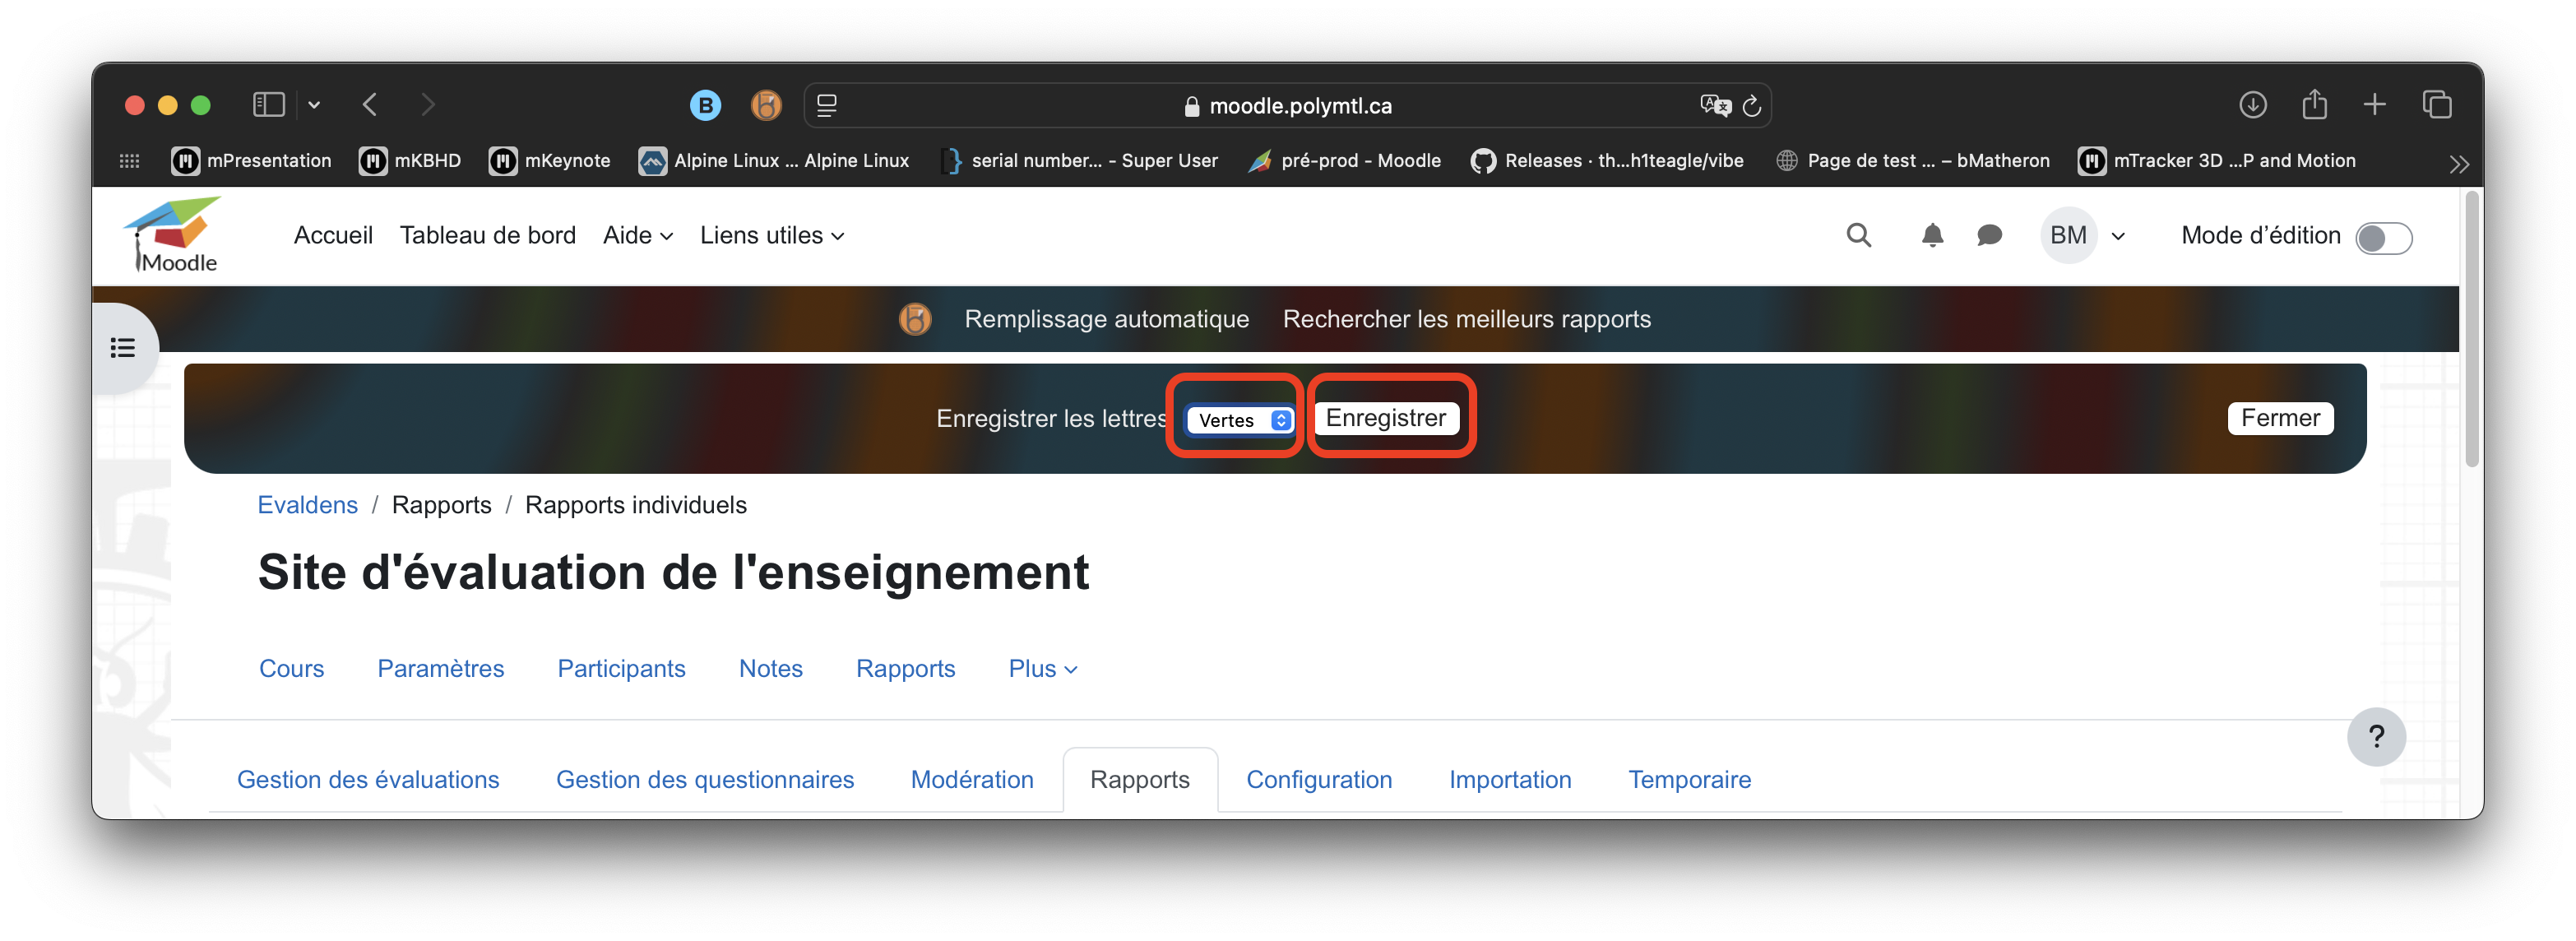 B
moodle.polymtl.ca
mPresentation
mKBHD
mKeynote
Alpine Linux ... Alpine Linux
serial number... - Super User
pré-prod - Moodle
Releases · th...h1teagle/vibe
Page de test ... – bMatheron
mTracker 3D ...P and Motion
Moodle
Accueil
Tableau de bord
Aide
Liens utiles
BM
Mode d’édition
Remplissage automatique
Rechercher les meilleurs rapports
Enregistrer les lettres
Vertes
Enregistrer
Fermer
Evaldens / Rapports / Rapports individuels
Site d'évaluation de l'enseignement
Cours
Paramètres
Participants
Notes
Rapports
Plus
?
Gestion des évaluations
Gestion des questionnaires
Modération
Rapports
Configuration
Importation
Temporaire